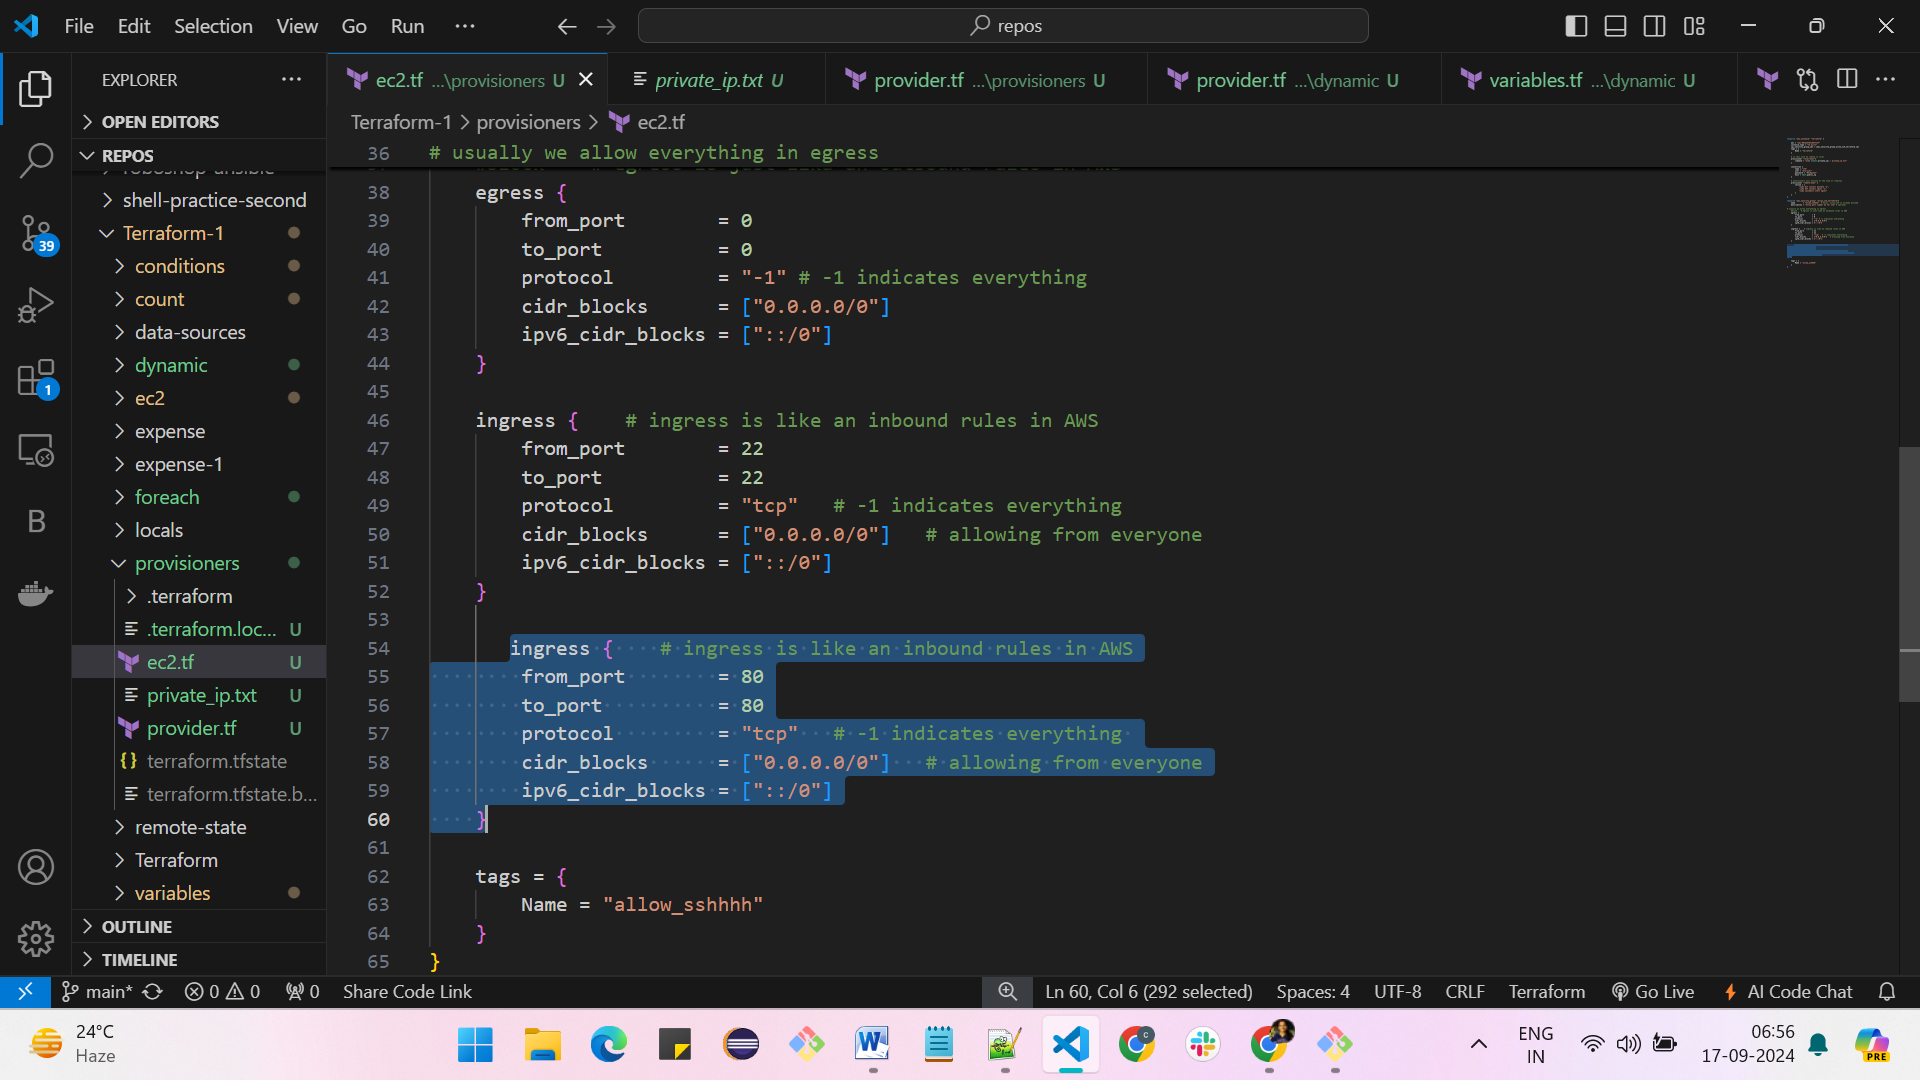 File Edit Selection View Go Run ···
repos
EXPLORER
OPEN EDITORS
REPOS
shell-practice-second
Terraform-1
conditions
count
data-sources
dynamic
ec2
expense
expense-1
foreach
locals
provisioners
.terraform
.terraform.loc... U
ec2.tf U
private_ip.txt U
provider.tf U
terraform.tfstate
terraform.tfstate.b...
remote-state
Terraform
variables
OUTLINE
TIMELINE
39
1
B
ec2.tf ...\provisioners U
private_ip.txt U
provider.tf ...\provisioners U
provider.tf ...\dynamic U
variables.tf ...\dynamic U
Terraform-1 > provisioners > ec2.tf
36 # usually we allow everything in egress
38 egress {
39 from_port = 0
40 to_port = 0
41 protocol = "-1" # -1 indicates everything
42 cidr_blocks = ["0.0.0.0/0"]
43 ipv6_cidr_blocks = ["::/0"]
44 }
45
46 ingress { # ingress is like an inbound rules in AWS
47 from_port = 22
48 to_port = 22
49 protocol = "tcp" # -1 indicates everything
50 cidr_blocks = ["0.0.0.0/0"] # allowing from everyone
51 ipv6_cidr_blocks = ["::/0"]
52 }
53
54 ingress { # ingress is like an inbound rules in AWS
55 from_port = 80
56 to_port = 80
57 protocol = "tcp" # -1 indicates everything
58 cidr_blocks = ["0.0.0.0/0"] # allowing from everyone
59 ipv6_cidr_blocks = ["::/0"]
60 }
61
62 tags = {
63 Name = "allow_sshhhh"
64 }
65 }
main* 0 0 0 Share Code Link
Ln 60, Col 6 (292 selected) Spaces: 4 UTF-8 CRLF Terraform Go Live AI Code Chat
24°C
Haze
ENG
IN
06:56
17-09-2024
PRE